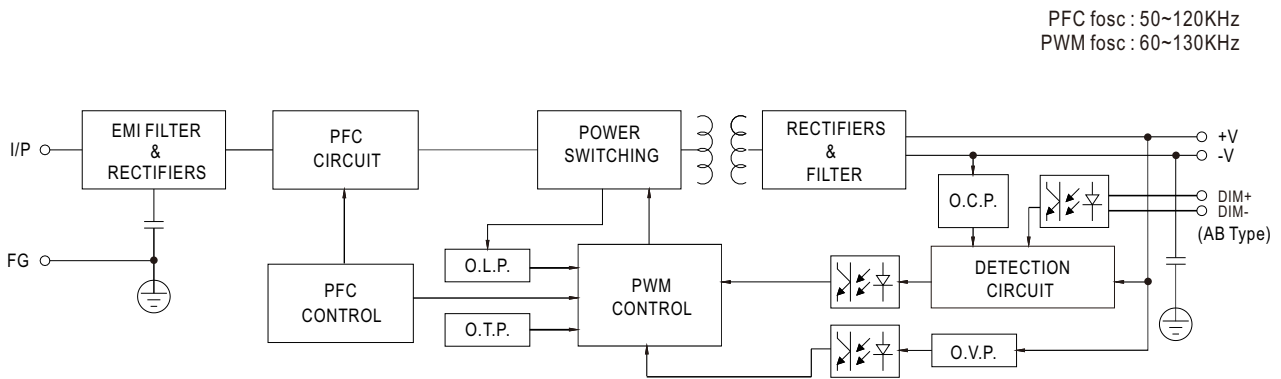 PFC fosc : 50~120KHz
PWM fosc : 60~130KHz
I/P
EMI FILTER
&
RECTIFIERS
PFC
CIRCUIT
POWER
SWITCHING
RECTIFIERS
&
FILTER
+V
-V
O.C.P.
DIM+
DIM-
(AB Type)
FG
O.L.P.
PFC
CONTROL
PWM
CONTROL
DETECTION
CIRCUIT
O.T.P.
O.V.P.